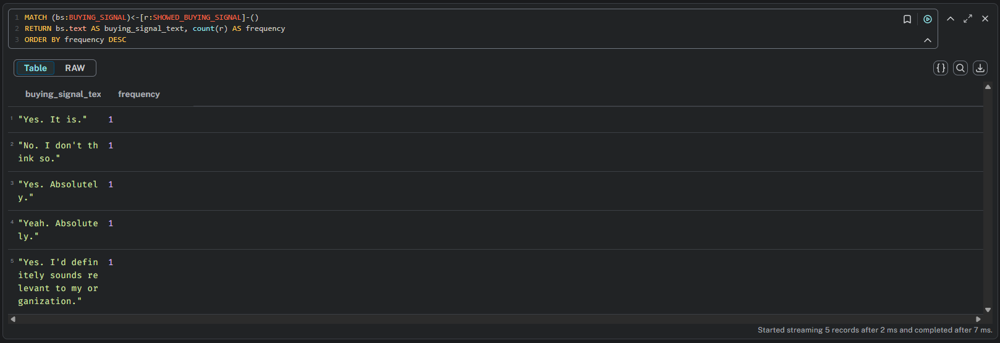 1 MATCH (bs:BUYING_SIGNAL)<-[r:SHOWED_BUYING_SIGNAL]-()
2 RETURN bs.text AS buying_signal_text, count(r) AS frequency
3 ORDER BY frequency DESC
Table RAW
buying_signal_tex frequency
1 "Yes. It is." 1
2 "No. I don't th 1
ink so."
3 "Yes. Absolutel 1
y."
4 "Yeah. Absolute 1
ly."
5 "Yes. I'd defin 1
itely sounds re
levant to my or
ganization."
Started streaming 5 records after 2 ms and completed after 7 ms.